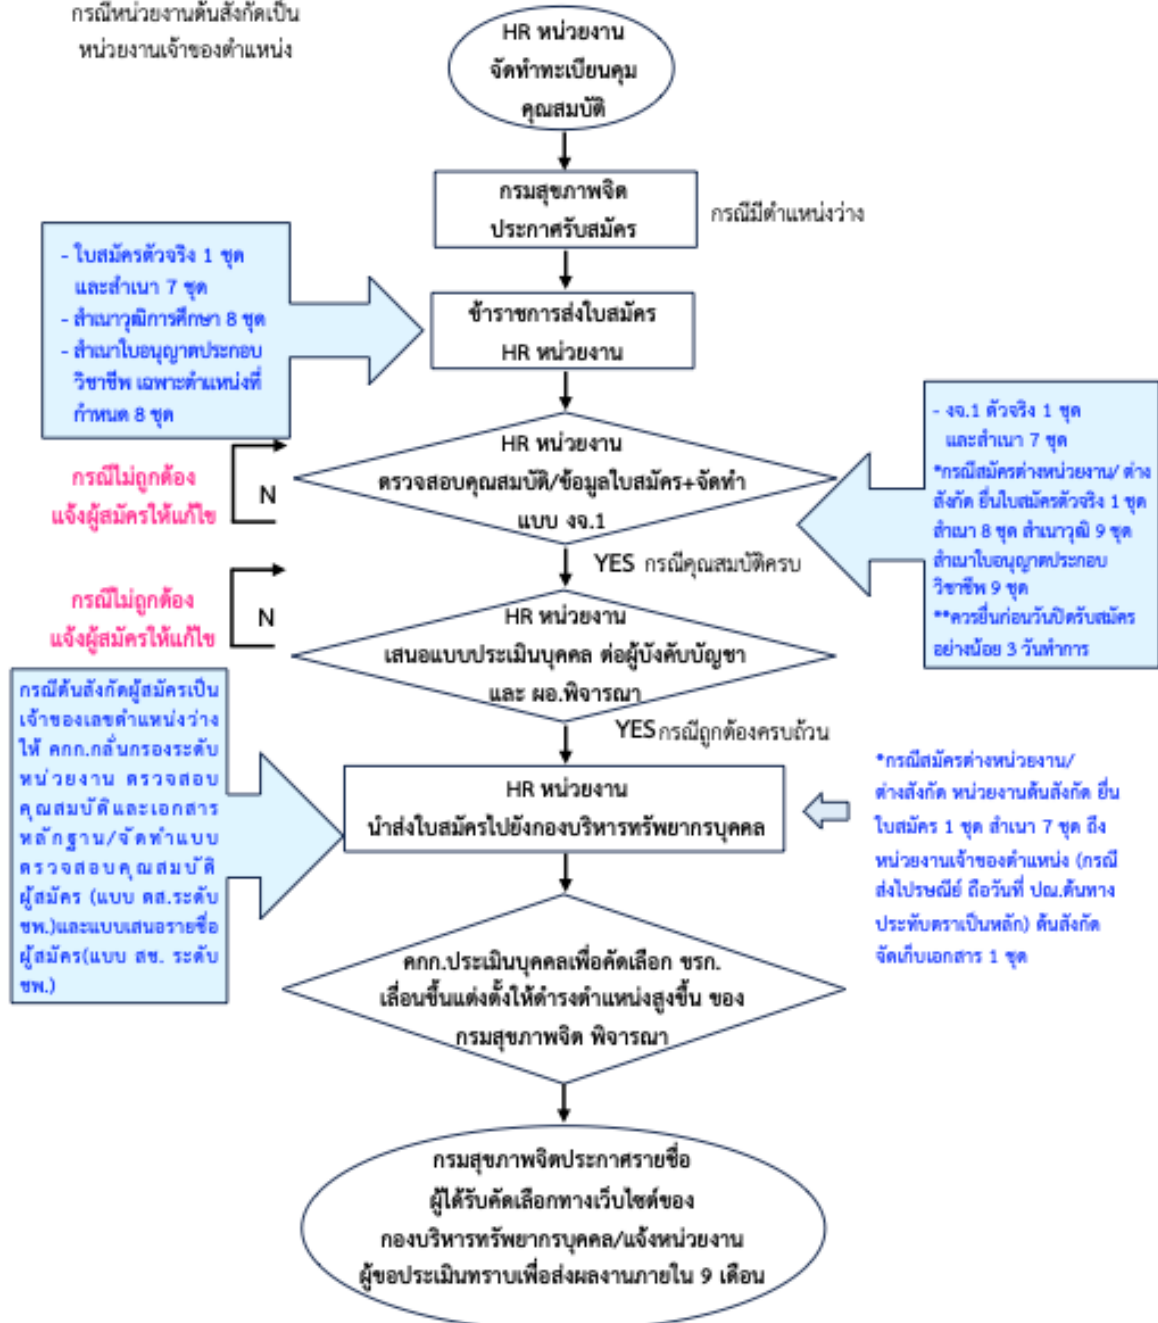 กรณีหน่วยงานต้นสังกัดเป็น
หน่วยงานเจ้าของตำแหน่ง
HR หน่วยงาน
จัดทำทะเบียนคุม
คุณสมบัติ
กรมสุขภาพจิต
ประกาศรับสมัคร
กรณีมีตำแหน่งว่าง
- ใบสมัครตัวจริง 1 ชุด
และสำเนา 7 ชุด
- สำเนาวุฒิการศึกษา 8 ชุด
- สำเนาใบอนุญาตประกอบ
วิชาชีพ เฉพาะตำแหน่งที่
กำหนด 8 ชุด
ข้าราชการส่งใบสมัคร
HR หน่วยงาน
HR หน่วยงาน
ตรวจสอบคุณสมบัติ/ข้อมูลใบสมัคร+จัดทำ
แบบ งจ.1
กรณีไม่ถูกต้อง
แจ้งผู้สมัครให้แก้ไข
N
- งจ.1 ตัวจริง 1 ชุด
และสำเนา 7 ชุด
*กรณีสมัครต่างหน่วยงาน/ ต่าง
สังกัด ยื่นใบสมัครตัวจริง 1 ชุด
สำเนา 8 ชุด สำเนาวุฒิ 9 ชุด
สำเนาใบอนุญาตประกอบ
วิชาชีพ 9 ชุด
**ควรยื่นก่อนวันปิดรับสมัคร
อย่างน้อย 3 วันทำการ
YES กรณีคุณสมบัติครบ
กรณีไม่ถูกต้อง
แจ้งผู้สมัครให้แก้ไข
N
HR หน่วยงาน
เสนอแบบประเมินบุคคล ต่อผู้บังคับบัญชา
และ ผอ.พิจารณา
YES กรณีถูกต้องครบถ้วน
กรณีต้นสังกัดผู้สมัครเป็น
เจ้าของเลขตำแหน่งว่าง
ให้ คกก.กลั่นกรองระดับ
หน่วยงาน ตรวจสอบ
คุณสมบัติและเอกสาร
หลักฐาน/จัดทำแบบ
ตรวจสอบคุณสมบัติ
ผู้สมัคร (แบบ ตส.ระดับ
ชพ.)และแบบเสนอรายชื่อ
ผู้สมัคร(แบบ สช. ระดับ
ชพ.)
HR หน่วยงาน
นำส่งใบสมัครไปยังกองบริหารทรัพยากรบุคคล
*กรณีสมัครต่างหน่วยงาน/
ต่างสังกัด หน่วยงานต้นสังกัด ยื่น
ใบสมัคร 1 ชุด สำเนา 7 ชุด ถึง
หน่วยงานเจ้าของตำแหน่ง (กรณี
ส่งไปรษณีย์ ถือวันที่ ปณ.ต้นทาง
ประทับตราเป็นหลัก) ต้นสังกัด
จัดเก็บเอกสาร 1 ชุด
คกก.ประเมินบุคคลเพื่อคัดเลือก ขรก.
เลื่อนขึ้นแต่งตั้งให้ดำรงตำแหน่งสูงขึ้น ของ
กรมสุขภาพจิต พิจารณา
กรมสุขภาพจิตประกาศรายชื่อ
ผู้ได้รับคัดเลือกทางเว็บไซต์ของ
กองบริหารทรัพยากรบุคคล/แจ้งหน่วยงาน
ผู้ขอประเมินทราบเพื่อส่งผลงานภายใน 9 เดือน